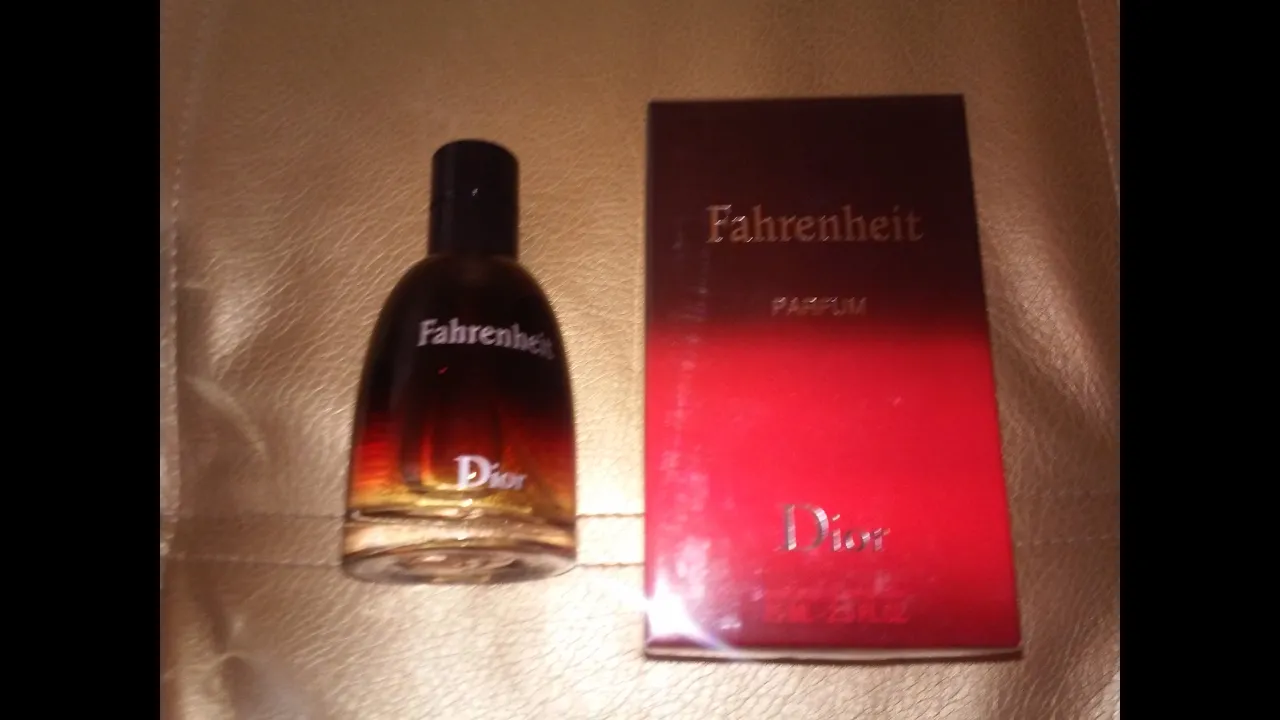 Fahrenheit
Dior
Fahrenheit
PARFUM
Dior